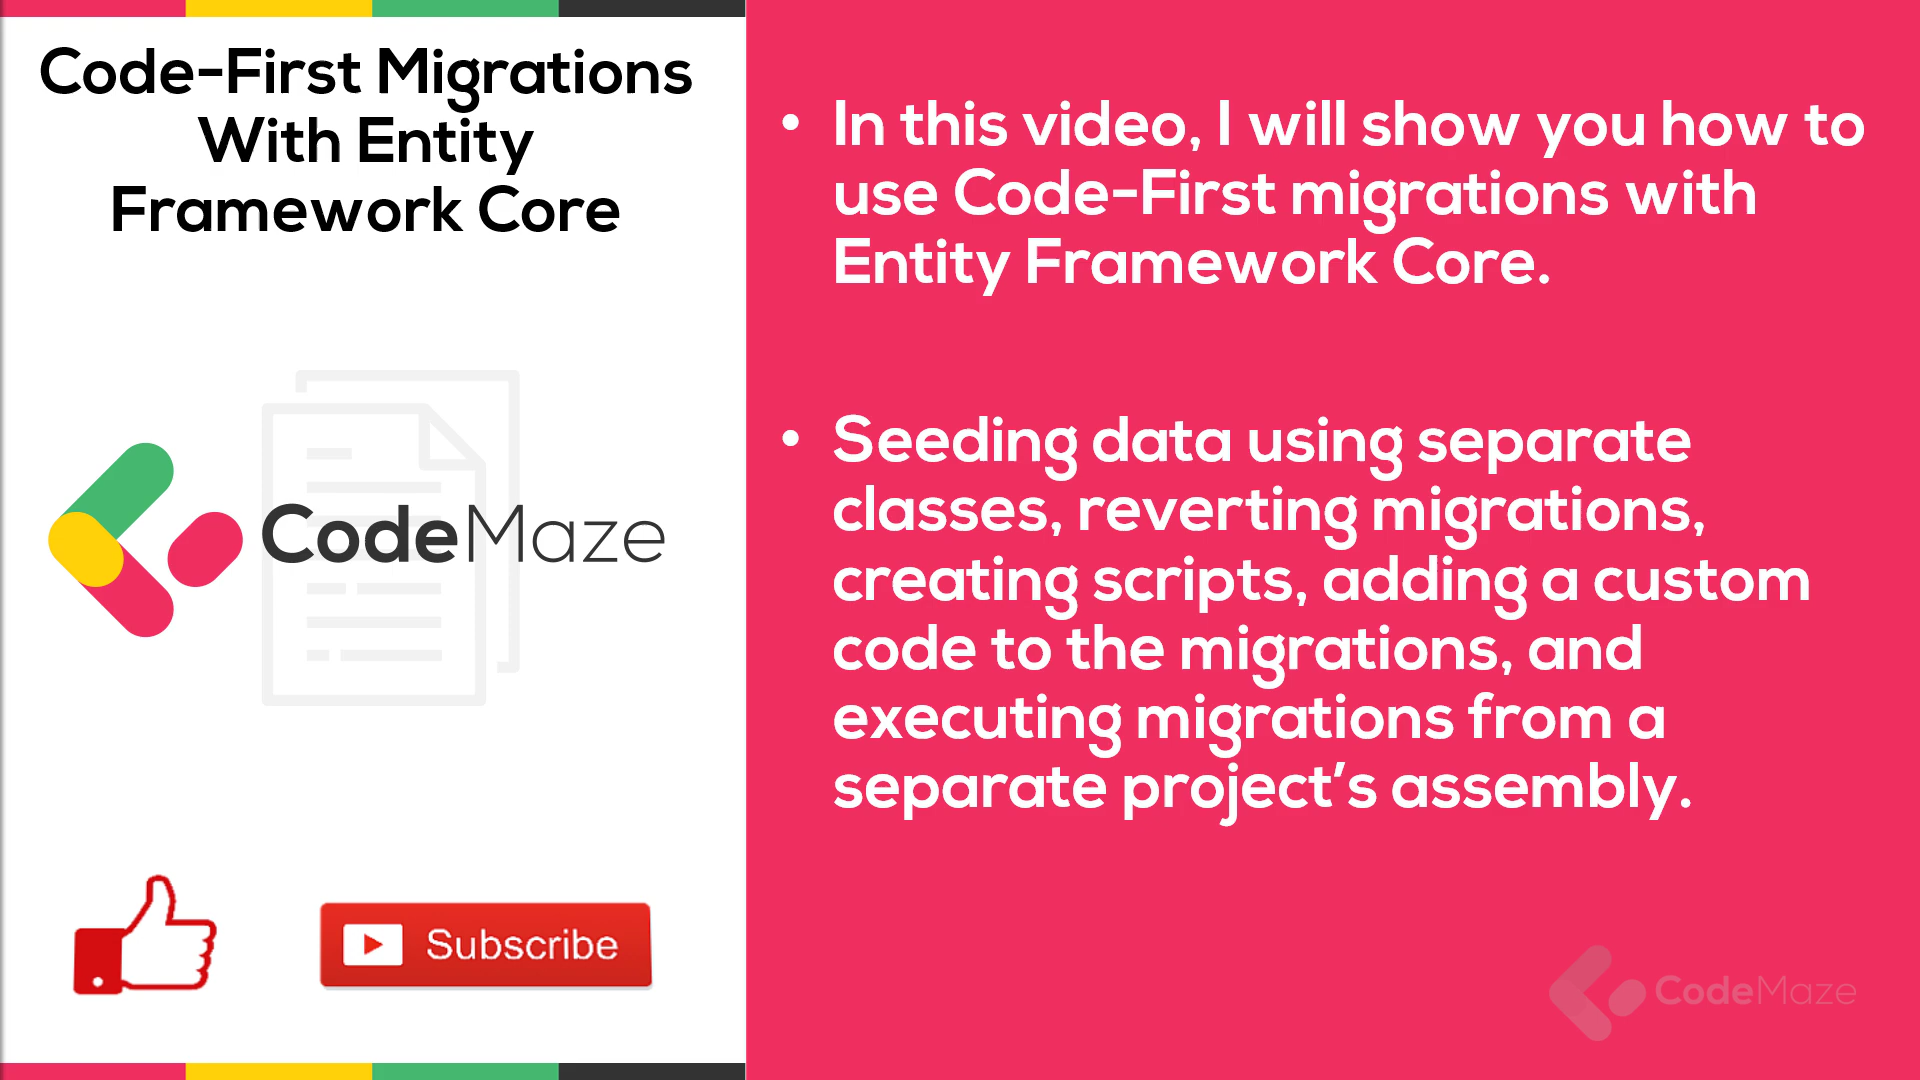 Code-First Migrations
With Entity
Framework Core
CodeMaze
Subscribe
• In this video, I will show you how to
use Code-First migrations with
Entity Framework Core.
• Seeding data using separate
classes, reverting migrations,
creating scripts, adding a custom
code to the migrations, and
executing migrations from a
separate project’s assembly.
CodeMaze